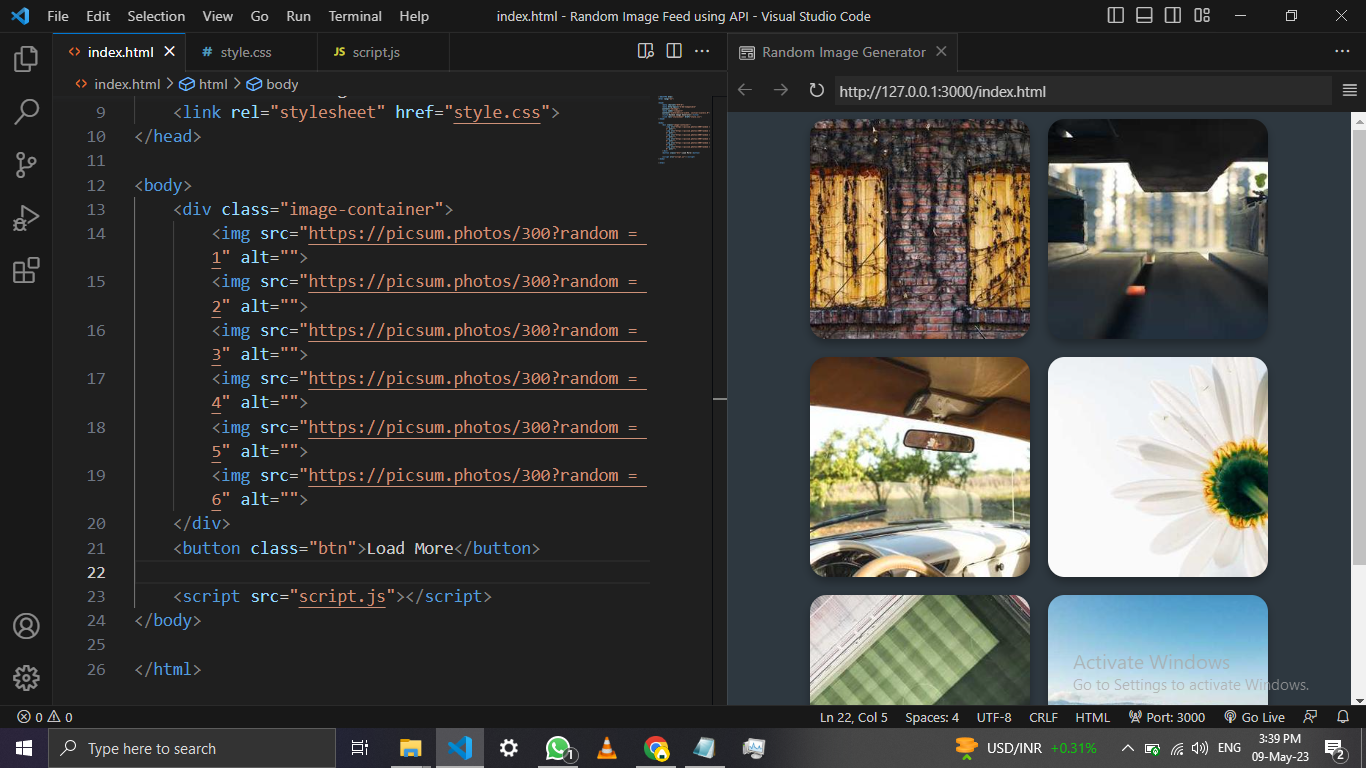 File Edit Selection View Go Run Terminal Help index.html - Random Image Feed using API - Visual Studio Code
index.html # style.css JS script.js Random Image Generator
index.html > html > body http://127.0.0.1:3000/index.html
9 <link rel="stylesheet" href="style.css">
10 </head>
11
12 <body>
13 <div class="image-container">
14 <img src="https://picsum.photos/300?random =
1" alt="">
15 <img src="https://picsum.photos/300?random =
2" alt="">
16 <img src="https://picsum.photos/300?random =
3" alt="">
17 <img src="https://picsum.photos/300?random =
4" alt="">
18 <img src="https://picsum.photos/300?random =
5" alt="">
19 <img src="https://picsum.photos/300?random =
6" alt="">
20 </div>
21 <button class="btn">Load More</button>
22
23 <script src="script.js"></script>
24 </body>
25
26 </html>
Activate Windows
Go to Settings to activate Windows.
0 0 Ln 22, Col 5 Spaces: 4 UTF-8 CRLF HTML Port: 3000 Go Live
Type here to search 1 USD/INR +0.31% ENG 3:39 PM
09-May-23 2